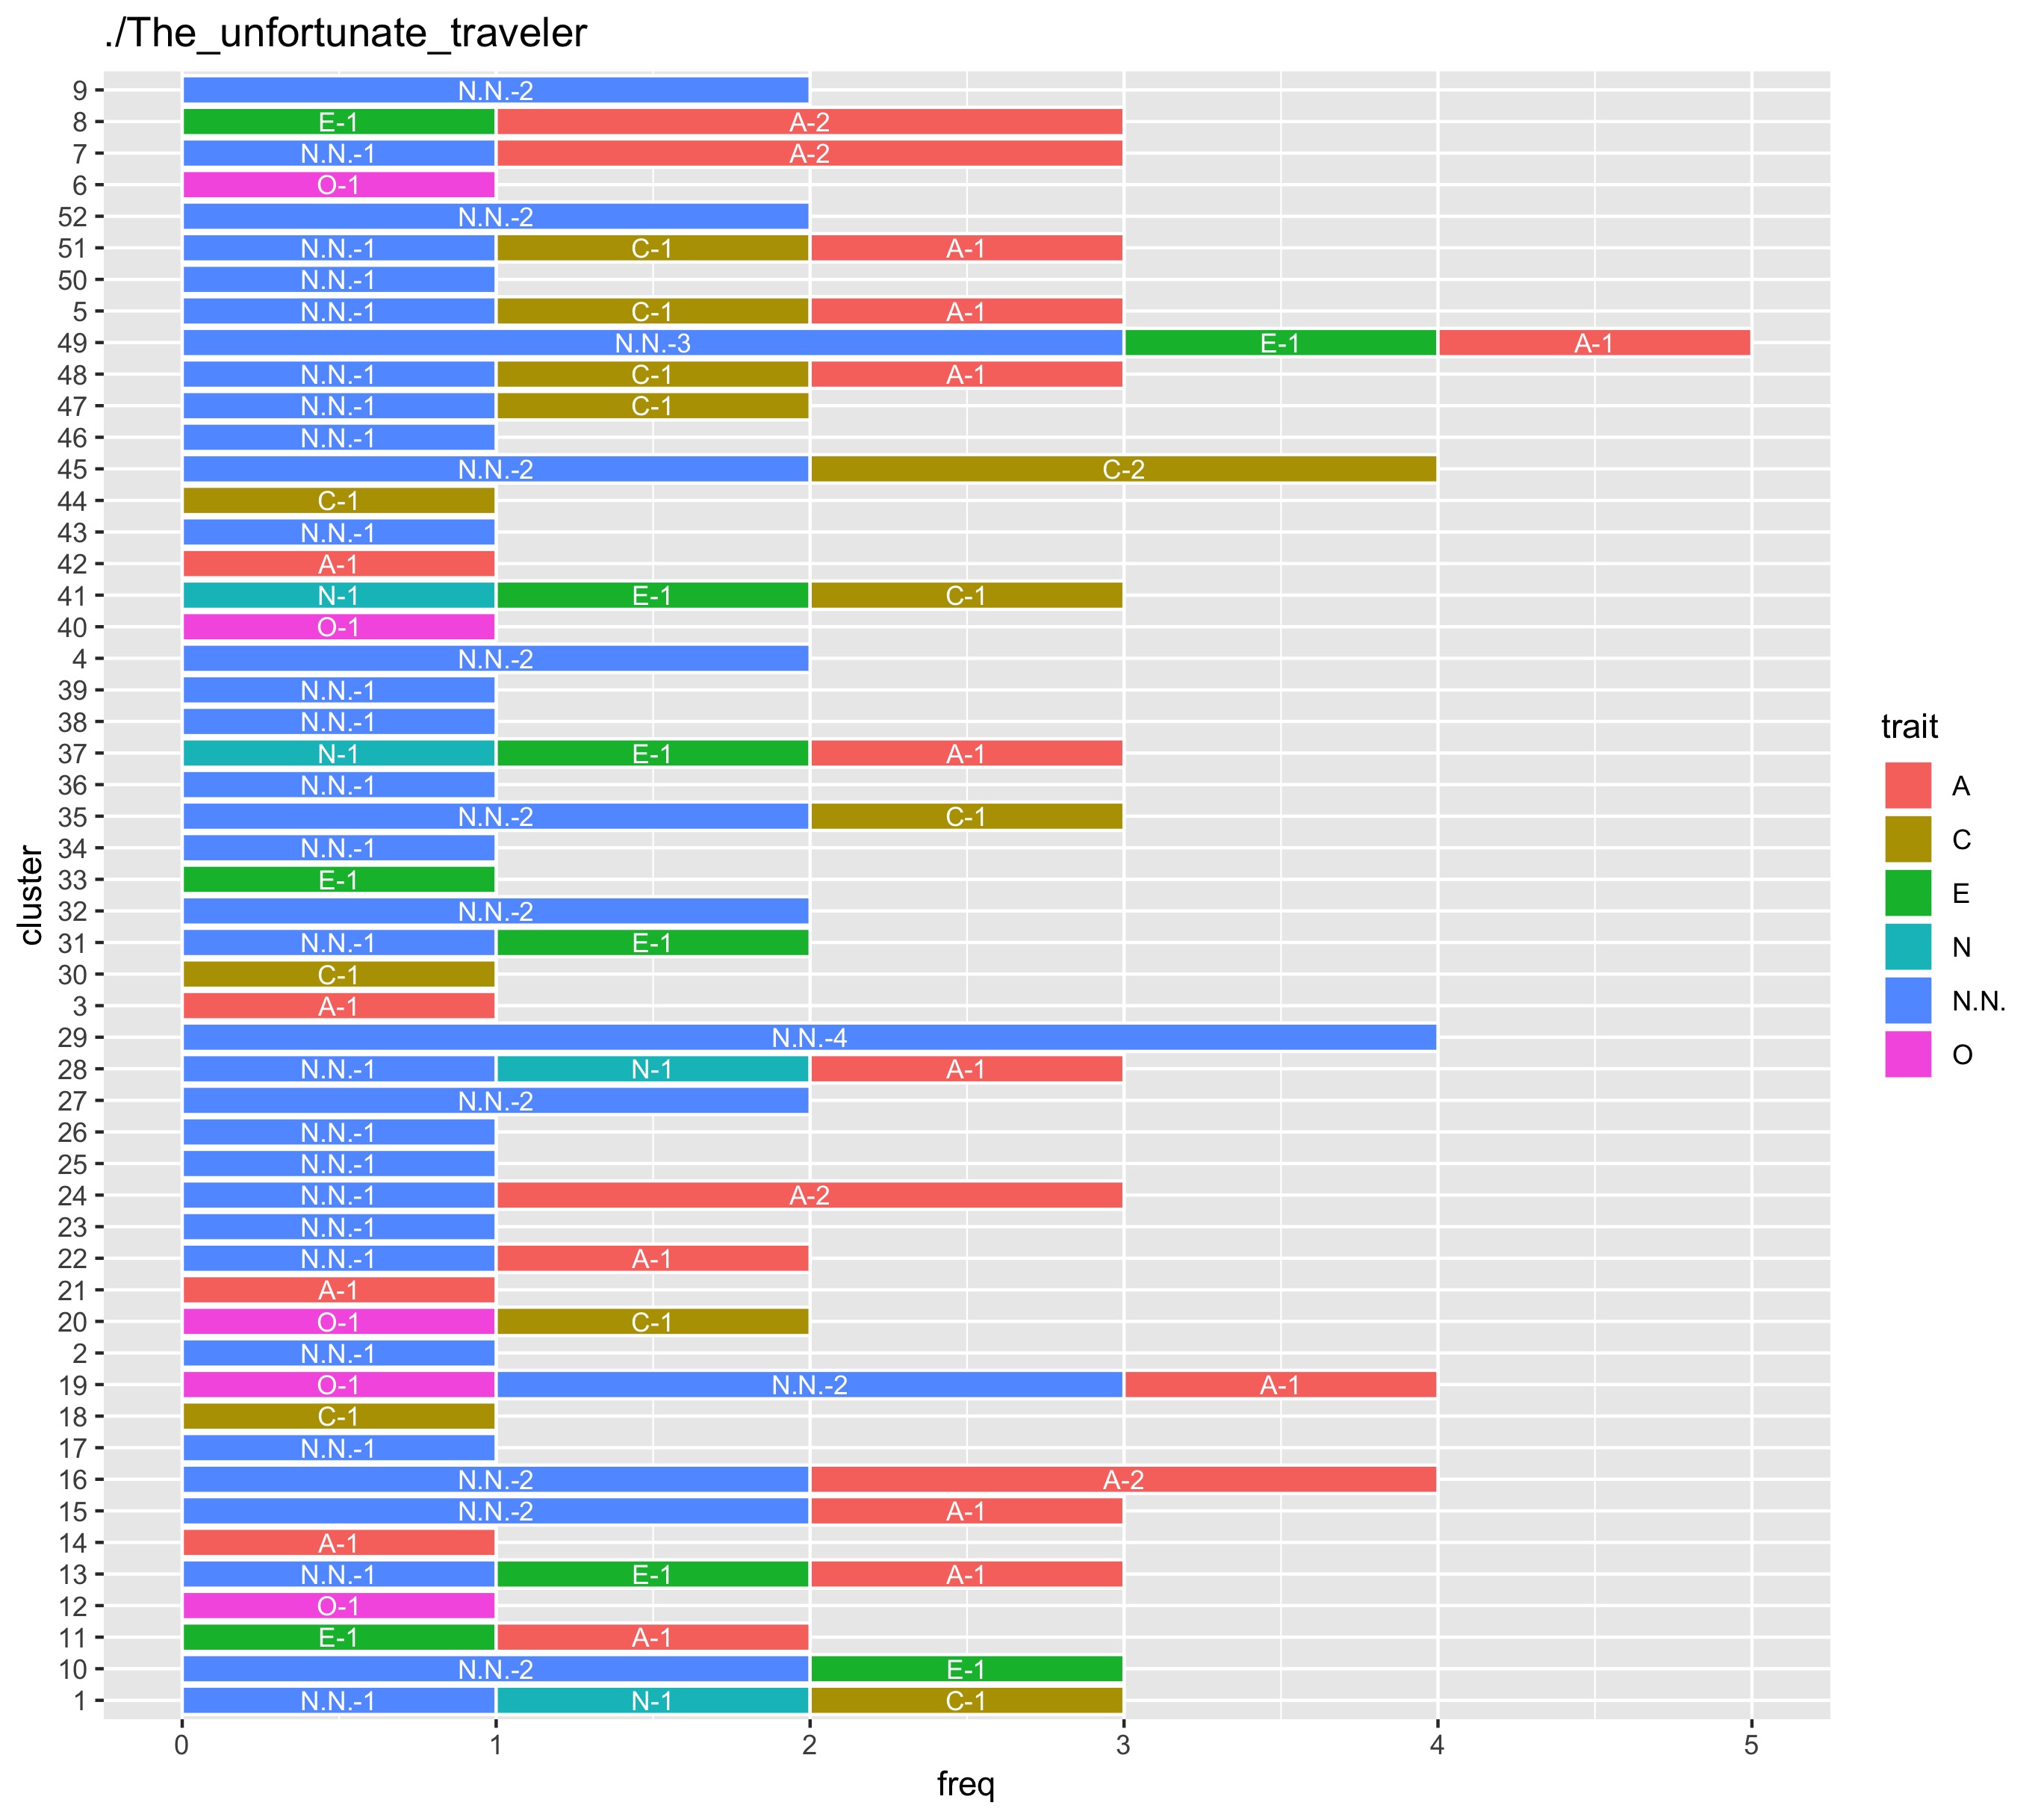 ./The_unfortunate_traveler
9 N.N.-2
8 E-1 A-2
7 N.N.-1 A-2
6 O-1
52 N.N.-2
51 N.N.-1 C-1 A-1
50 N.N.-1
5 N.N.-1 C-1 A-1
49 N.N.-3 E-1 A-1
48 N.N.-1 C-1 A-1
47 N.N.-1 C-1
46 N.N.-1
45 N.N.-2 C-2
44 C-1
43 N.N.-1
42 A-1
41 N-1 E-1 C-1
40 O-1
4 N.N.-2
39 N.N.-1
38 N.N.-1
37 N-1 E-1 A-1
36 N.N.-1
35 N.N.-2 C-1
34 N.N.-1
33 E-1
32 N.N.-2
31 N.N.-1 E-1
30 C-1
3 A-1
29 N.N.-4
28 N.N.-1 N-1 A-1
27 N.N.-2
26 N.N.-1
25 N.N.-1
24 N.N.-1 A-2
23 N.N.-1
22 N.N.-1 A-1
21 A-1
20 O-1 C-1
2 N.N.-1
19 O-1 N.N.-2 A-1
18 C-1
17 N.N.-1
16 N.N.-2 A-2
15 N.N.-2 A-1
14 A-1
13 N.N.-1 E-1 A-1
12 O-1
11 E-1 A-1
10 N.N.-2 E-1
1 N.N.-1 N-1 C-1
0 1 2 3 4 5
freq
cluster
trait
A
C
E
N
N.N.
O